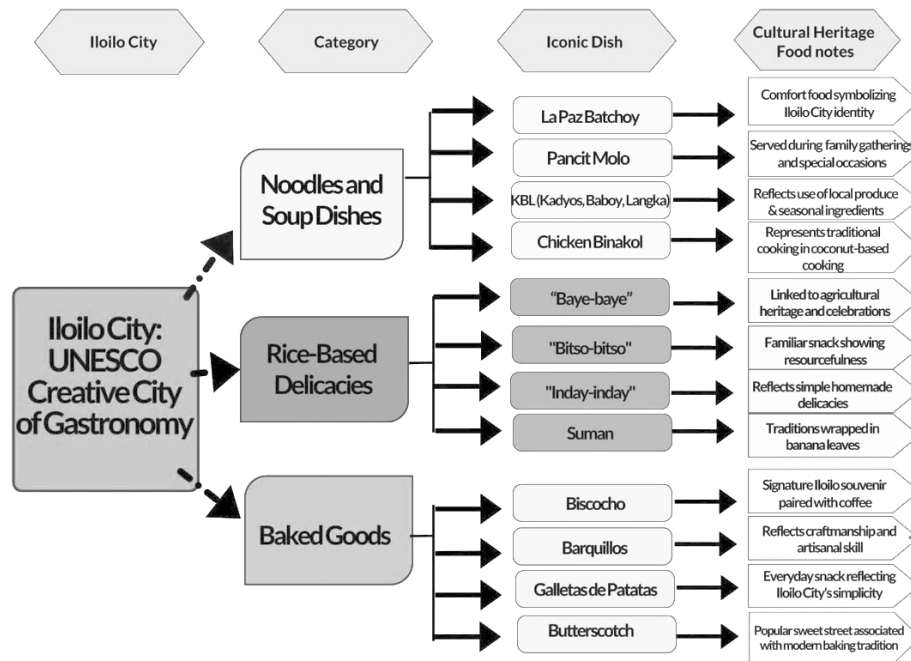 Iloilo City
Category
Iconic Dish
Cultural Heritage
Food notes
Iloilo City:
UNESCO
Creative City
of Gastronomy
Noodles and
Soup Dishes
La Paz Batchoy
Comfort food symbolizing
Iloilo City identity
Pancit Molo
Served during family gatherings
and special occasions
KBL (Kadyos, Baboy, Langka)
Reflects use of local produce
& seasonal ingredients
Chicken Binakol
Represents traditional
cooking in coconut-based
cooking
Rice-Based
Delicacies
“Baye-baye”
Linked to agricultural
heritage and celebrations
"Bitso-bitso"
Familiar snack showing
resourcefulness
"Inday-inday"
Reflects simple homemade
delicacies
Suman
Traditions wrapped in
banana leaves
Baked Goods
Biscocho
Signature Iloilo souvenir
paired with coffee
Barquillos
Reflects craftmanship and
artisanal skill
Galletas de Patatas
Everyday snack reflecting
Iloilo City's simplicity
Butterscotch
Popular sweet street associated
with modern baking tradition